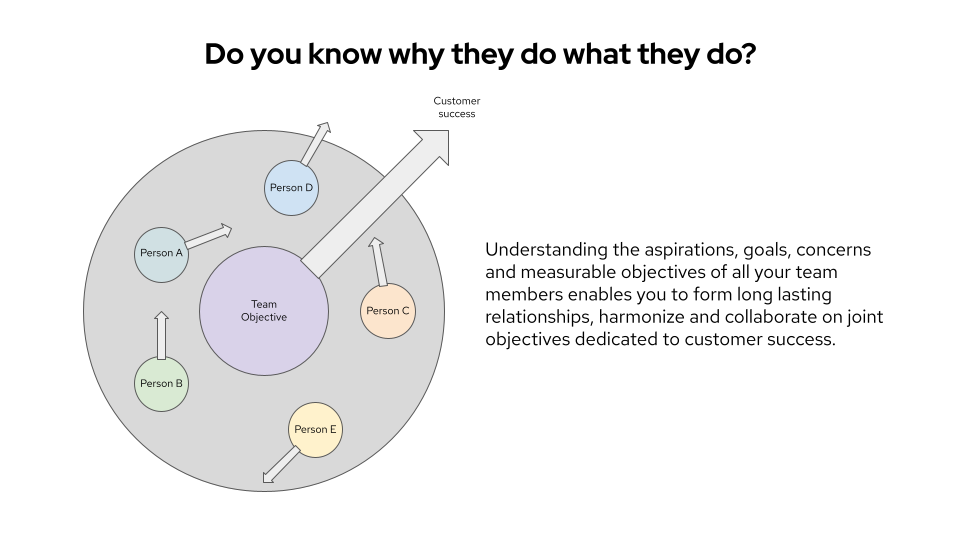 Do you know why they do what they do?
Customer
success
Person D
Person A
Team
Objective
Person C
Person B
Person E
Understanding the aspirations, goals, concerns
and measurable objectives of all your team
members enables you to form long lasting
relationships, harmonize and collaborate on joint
objectives dedicated to customer success.